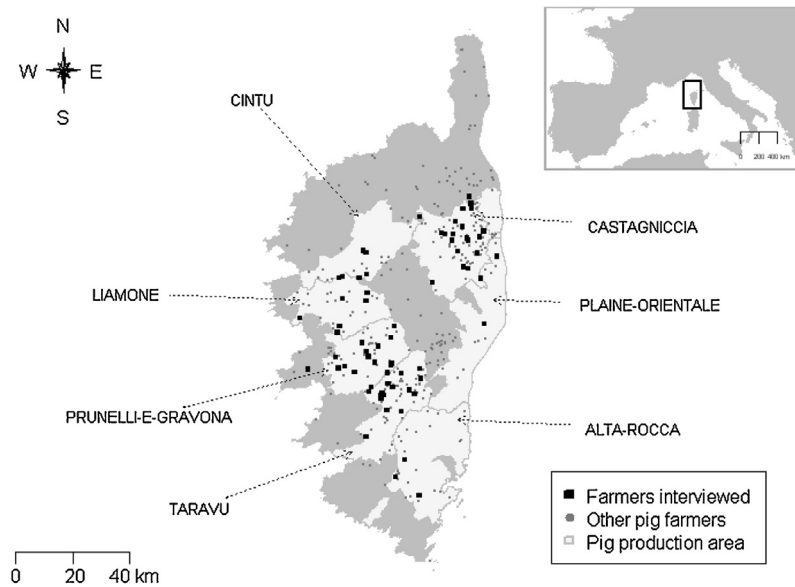 N
W E
S
CINTU
CASTAGNICCIA
LIAMONE
PLAINE-ORIENTALE
PRUNELLI-E-GRAVONA
ALTA-ROCCA
TARAVU
0 200 400 km
Farmers interviewed
Other pig farmers
Pig production area
0 20 40 km